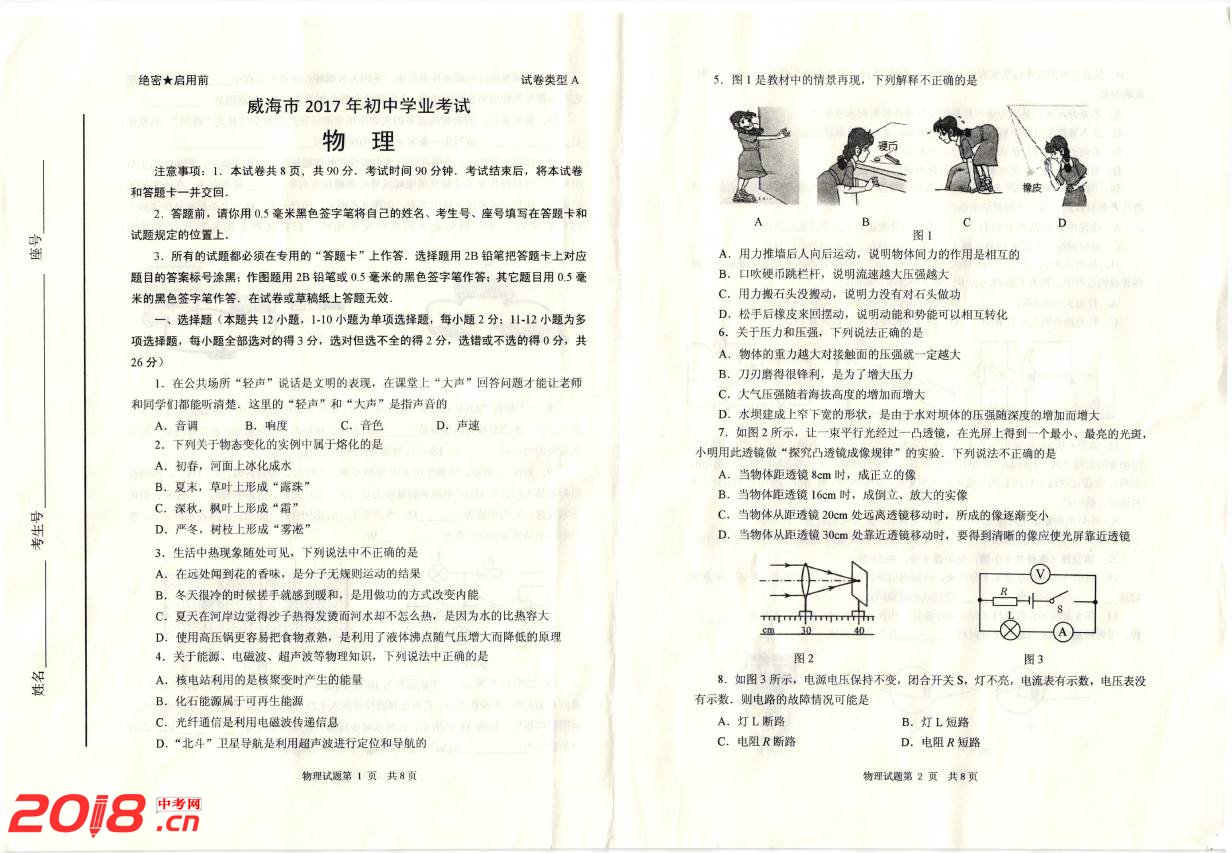 绝密★启用前 试卷类型 A
威海市 2017 年初中学业考试
物 理
注意事项：1．本试卷共 8 页，共 90 分．考试时间 90 分钟．考试结束后，将本试卷
和答题卡一并交回．
2．答题前，请你用 0.5 毫米黑色签字笔将自己的姓名、考生号、座号填写在答题卡和
试题规定的位置上．
3．所有的试题都必须在专用的“答题卡”上作答．选择题用 2B 铅笔把答题卡上对应
题目的答案标号涂黑；作图题用 2B 铅笔或 0.5 毫米的黑色签字笔作答；其它题目用 0.5 毫
米的黑色签字笔作答．在试卷或草稿纸上答题无效．
一、选择题（本题共 12 小题，1-10 小题为单项选择题，每小题 2 分；11-12 小题为多
项选择题，每小题全部选对的得 3 分，选对但选不全的得 2 分，选错或不选的得 0 分，共
26 分）
1．在公共场所“轻声”说话是文明的表现，在课堂上“大声”回答问题才能让老师
和同学们都能听清楚．这里的“轻声”和“大声”是指声音的
A．音调 B．响度 C．音色 D．声速
2．下列关于物态变化的实例中属于熔化的是
A．初春，河面上冰化成水
B．夏末，草叶上形成“露珠”
C．深秋，枫叶上形成“霜”
D．严冬，树枝上形成“雾凇”
3．生活中热现象随处可见，下列说法中不正确的是
A．在远处闻到花的香味，是分子无规则运动的结果
B．冬天很冷的时候搓手就感到暖和，是用做功的方式改变内能
C．夏天在河岸边觉得沙子热得发烫而河水却不怎么热，是因为水的比热容大
D．使用高压锅更容易把食物煮熟，是利用了液体沸点随气压增大而降低的原理
4．关于能源、电磁波、超声波等物理知识，下列说法中正确的是
A．核电站利用的是核聚变时产生的能量
B．化石能源属于可再生能源
C．光纤通信是利用电磁波传递信息
D．“北斗”卫星导航是利用超声波进行定位和导航的
物理试题第 1 页 共 8 页
座号
考生号
姓名
2018 中考网
.cn
5．图 1 是教材中的情景再现，下列解释不正确的是
硬币
橡皮
A B C D
图 1
A．用力推墙后人向后运动，说明物体间力的作用是相互的
B．口吹硬币跳栏杆，说明流速越大压强越大
C．用力搬石头没搬动，说明力没有对石头做功
D．松手后橡皮来回摆动，说明动能和势能可以相互转化
6．关于压力和压强，下列说法正确的是
A．物体的重力越大对接触面的压强就一定越大
B．刀刃磨得很锋利，是为了增大压力
C．大气压强随着海拔高度的增加而增大
D．水坝建成上窄下宽的形状，是由于水对坝体的压强随深度的增加而增大
7．如图 2 所示，让一束平行光经过一凸透镜，在光屏上得到一个最小、最亮的光斑，
小明用此透镜做“探究凸透镜成像规律”的实验．下列说法不正确的是
A．当物体距透镜 8cm 时，成正立的像
B．当物体距透镜 16cm 时，成倒立、放大的实像
C．当物体从距透镜 20cm 处远离透镜移动时，所成的像逐渐变小
D．当物体从距透镜 30cm 处靠近透镜移动时，要得到清晰的像应使光屏靠近透镜
cm 30 40
V
R
S
L
A
图 2 图 3
8．如图 3 所示，电源电压保持不变，闭合开关 S，灯不亮，电流表有示数，电压表没
有示数．则电路的故障情况可能是
A．灯 L 断路 B．灯 L 短路
C．电阻 R 断路 D．电阻 R 短路
物理试题第 2 页 共 8 页